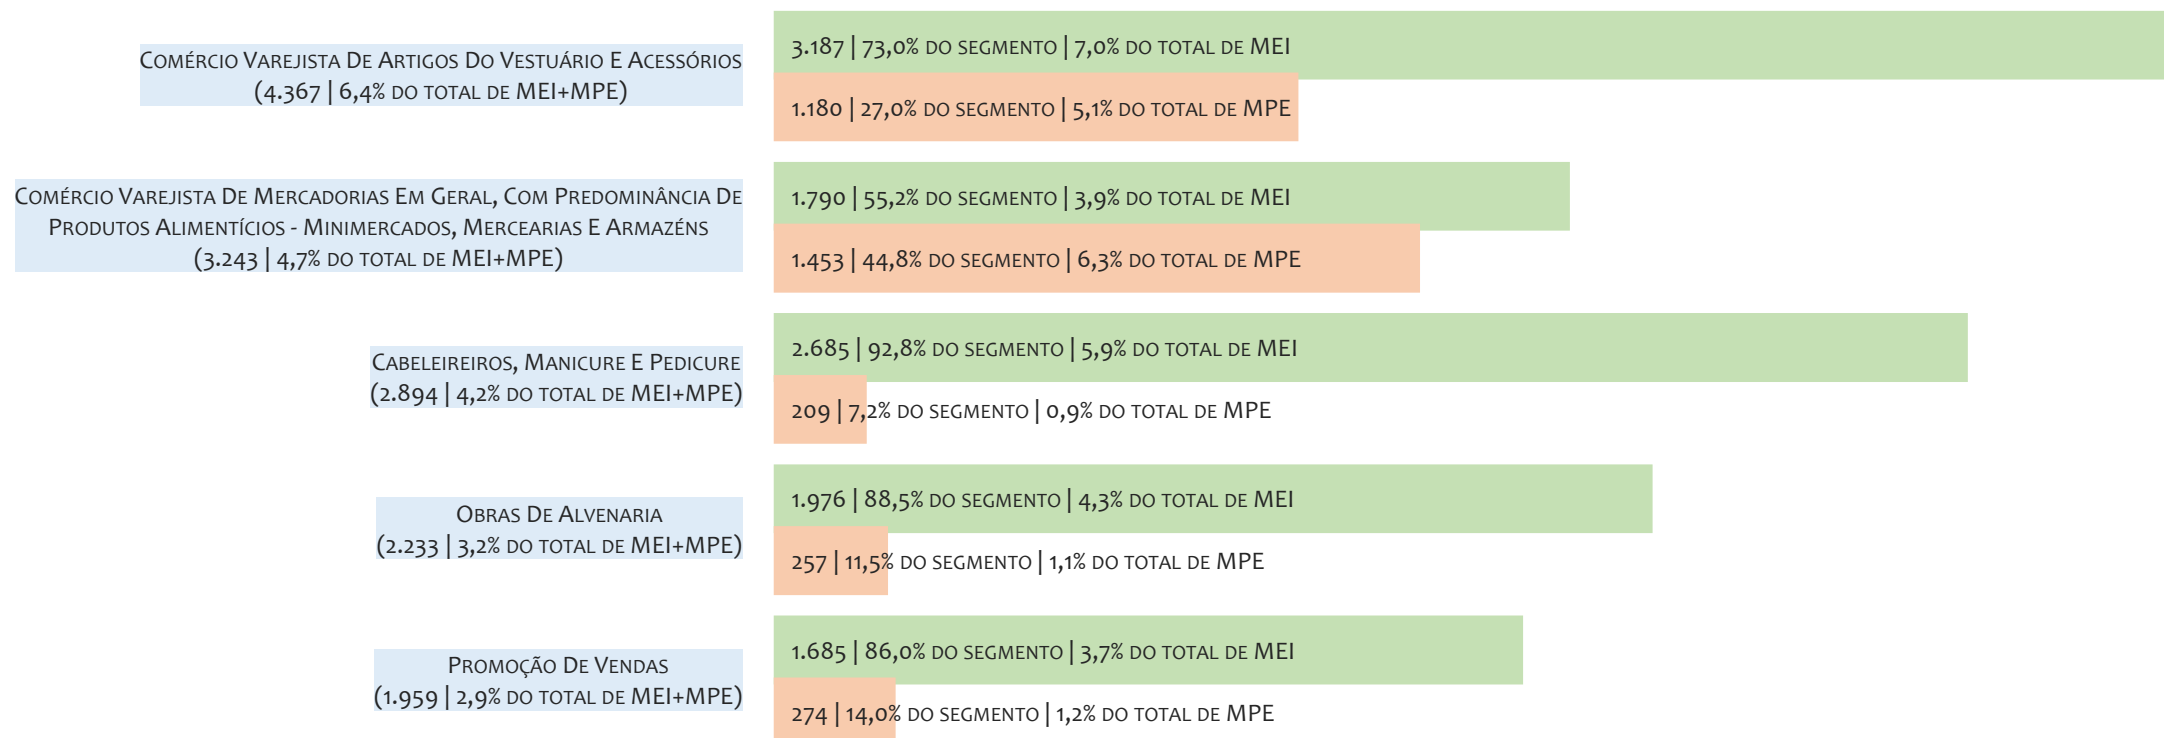 Comércio Varejista De Artigos Do Vestuário E Acessórios
(4.367 | 6,4% do total de MEI+MPE)
3.187 | 73,0% do segmento | 7,0% do total de MEI
1.180 | 27,0% do segmento | 5,1% do total de MPE
Comércio Varejista De Mercadorias Em Geral, Com Predominância De
Produtos Alimentícios - Minimercados, Mercearias E Armazéns
(3.243 | 4,7% do total de MEI+MPE)
1.790 | 55,2% do segmento | 3,9% do total de MEI
1.453 | 44,8% do segmento | 6,3% do total de MPE
Cabeleireiros, Manicure E Pedicure
(2.894 | 4,2% do total de MEI+MPE)
2.685 | 92,8% do segmento | 5,9% do total de MEI
209 | 7,2% do segmento | 0,9% do total de MPE
Obras De Alvenaria
(2.233 | 3,2% do total de MEI+MPE)
1.976 | 88,5% do segmento | 4,3% do total de MEI
257 | 11,5% do segmento | 1,1% do total de MPE
Promoção De Vendas
(1.959 | 2,9% do total de MEI+MPE)
1.685 | 86,0% do segmento | 3,7% do total de MEI
274 | 14,0% do segmento | 1,2% do total de MPE